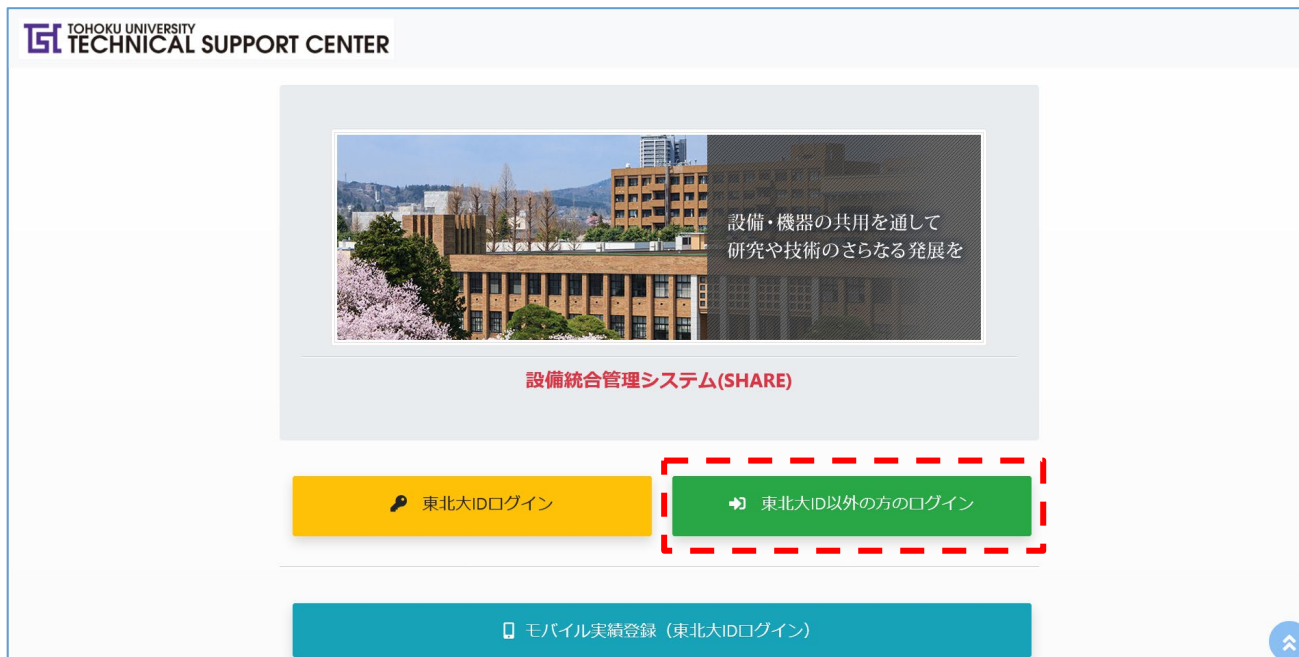 TOHOKU UNIVERSITY
TECHNICAL SUPPORT CENTER
設備・機器の共用を通して
研究や技術のさらなる発展を
設備統合管理システム(SHARE)
東北大IDログイン
東北大ID以外の方のログイン
モバイル実績登録（東北大IDログイン）